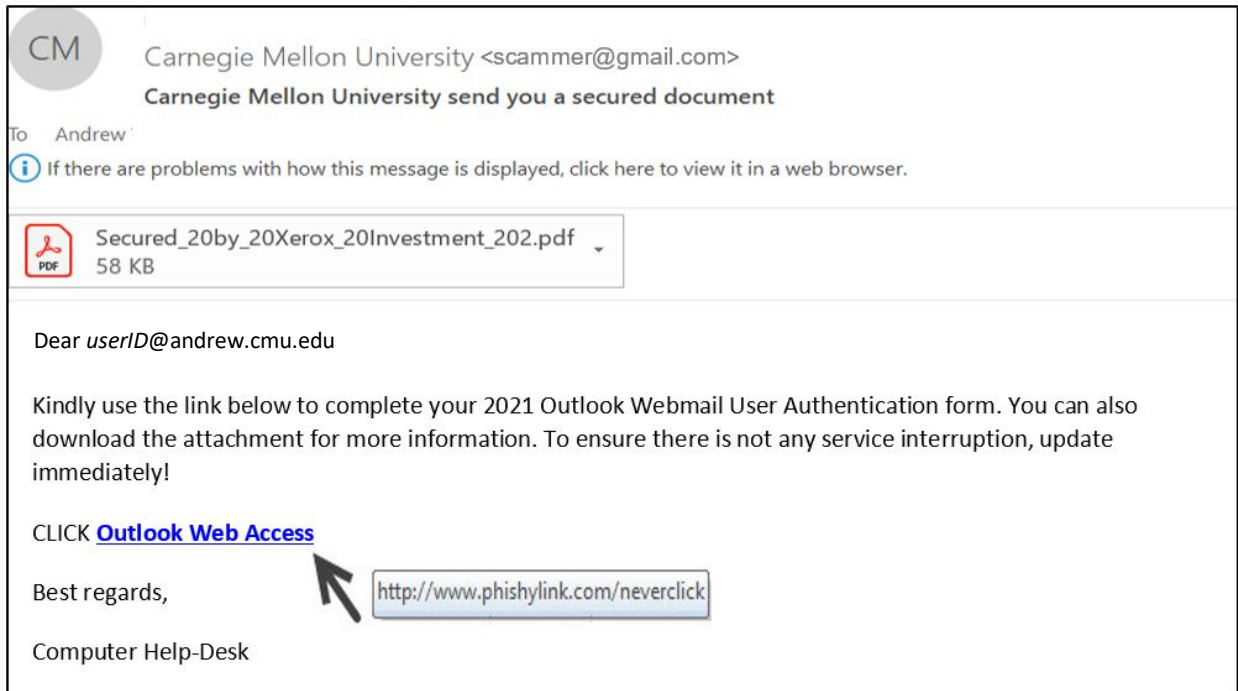 CM
Carnegie Mellon University <scammer@gmail.com>
Carnegie Mellon University send you a secured document
To Andrew
If there are problems with how this message is displayed, click here to view it in a web browser.
PDF
Secured_20by_20Xerox_20Investment_202.pdf
58 KB
Dear userID@andrew.cmu.edu
Kindly use the link below to complete your 2021 Outlook Webmail User Authentication form. You can also
download the attachment for more information. To ensure there is not any service interruption, update
immediately!
CLICK Outlook Web Access
http://www.phishylink.com/neverclick
Best regards,
Computer Help-Desk